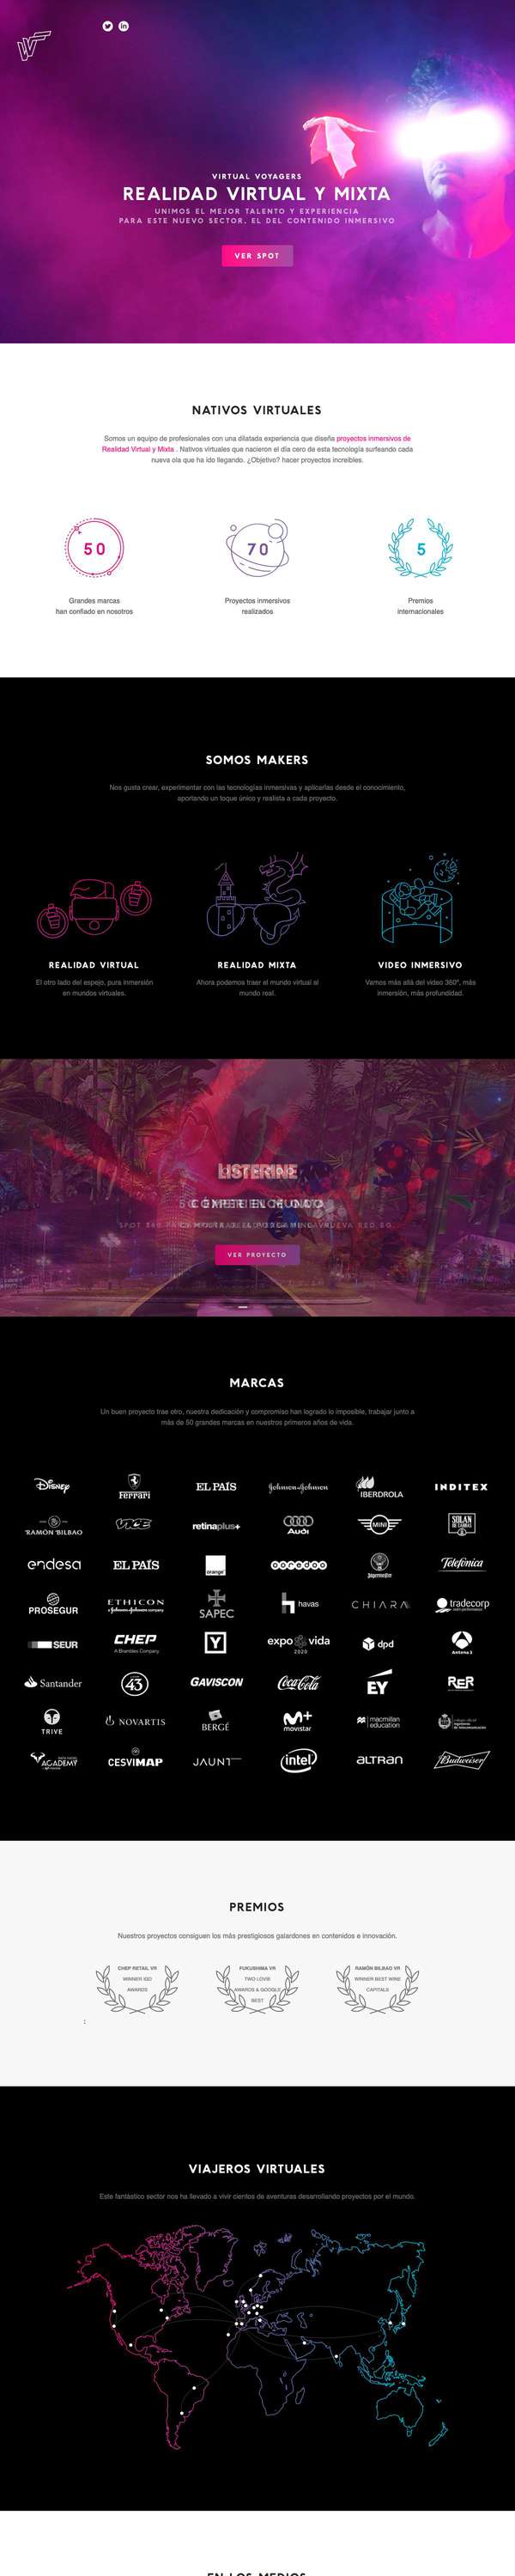 VIRTUAL VOYAGERS
REALIDAD VIRTUAL Y MIXTA
UNIMOS EL MEJOR TALENTO Y EXPERIENCIA
PARA ESTE NUEVO SECTOR, EL DEL CONTENIDO INMERSIVO
VER SPOT
NATIVOS VIRTUALES
Somos un equipo de profesionales con una dilatada experiencia que diseña proyectos inmersivos de
Realidad Virtual y Mixta . Nativos virtuales que nacieron el día cero de esta tecnología surfeando cada
nueva ola que ha ido llegando. ¿Objetivo? hacer proyectos increíbles.
50
70
5
Grandes marcas
han confiado en nosotros
Proyectos inmersivos
realizados
Premios
internacionales
SOMOS MAKERS
Nos gusta crear, experimentar con las tecnologías inmersivas y aplicarlas desde el conocimiento,
aportando un toque único y realista a cada proyecto.
REALIDAD VIRTUAL
El otro lado del espejo, pura inmersión
en mundos virtuales.
REALIDAD MIXTA
Ahora podemos traer al mundo virtual al
mundo real.
VIDEO INMERSIVO
Vamos más allá del video 360º, más
inmersión, más profundidad.
LISTERINE
VER PROYECTO
MARCAS
Un buen proyecto trae otro, nuestra dedicación y compromiso han logrado lo imposible, trabajar junto a
más de 50 grandes marcas en nuestros primeros años de vida.
Disney
Ferrari
EL PAÍS
Johnson & Johnson
IBERDROLA
INDITEX
RAMÓN BILBAO
VICE
retinaplus+
Audi
MINI
SOLAN
DE CABRAS
endesa
EL PAÍS
orange
ooredoo
Jägermeister
Telefónica
PROSEGUR
ETHICON
a Johnson & Johnson company
SAPEC
havas
CHIARA
tradecorp
SEUR
CHEP
A Brambles Company
Y
expo vida
2020
dpd
Antena 3
Santander
43
GAVISCON
Coca-Cola
EY
RER
TRIVE
NOVARTIS
BERGÉ
M+
movistar
macmillan
education
ACADEMY
CESVIMAP
JAUNT
intel
ALTRAN
Budweiser
PREMIOS
Nuestros proyectos consiguen los más prestigiosos galardones en contenidos e innovación.
CHEP RETAIL VR
WINNER IGD
AWARDS
FUKUSHIMA VR
TWO LOVIE
AWARDS & GOOGLE
BEST
RAMÓN BILBAO VR
WINNER BEST WINE
CAPITALS
:
VIAJEROS VIRTUALES
Este fantástico sector nos ha llevado a vivir cientos de aventuras desarrollando proyectos por el mundo.
EN LOS MEDIOS